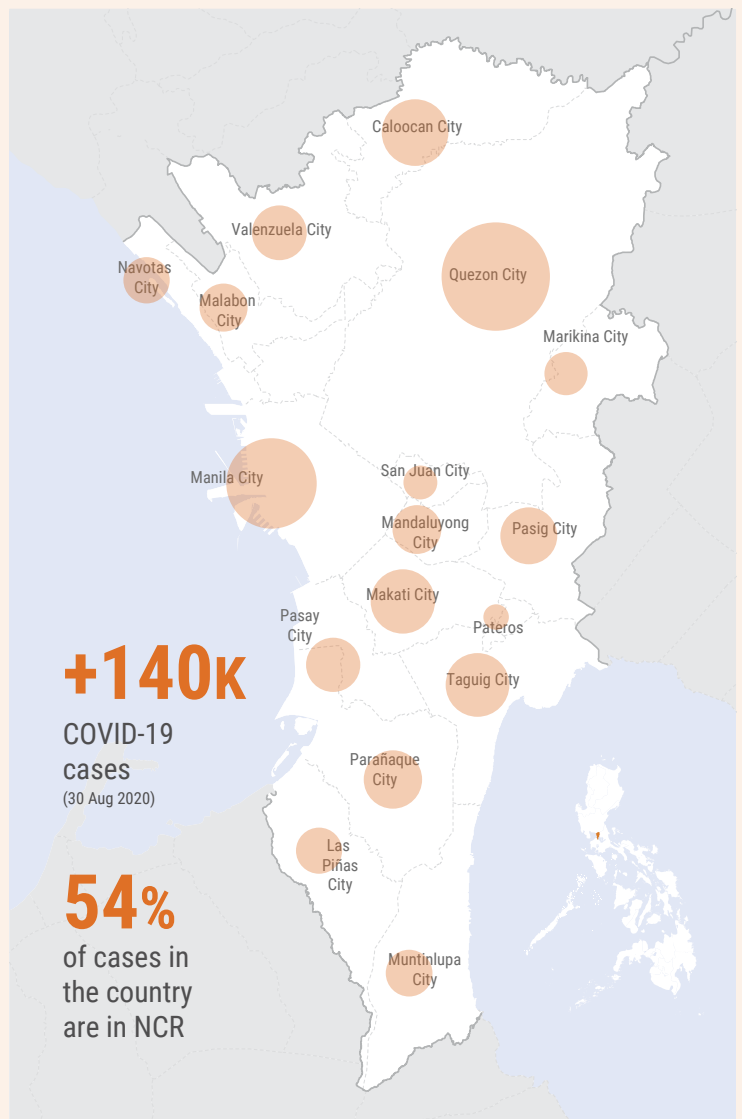 Caloocan City
Valenzuela City
Navotas
City
Malabon
City
Quezon City
Marikina City
Manila City
San Juan City
Mandaluyong
City
Pasig City
Makati City
Pasay
City
Pateros
Taguig City
Parañaque
City
Las
Piñas
City
Muntinlupa
City
+140K
COVID-19
cases
(30 Aug 2020)
54%
of cases in
the country
are in NCR